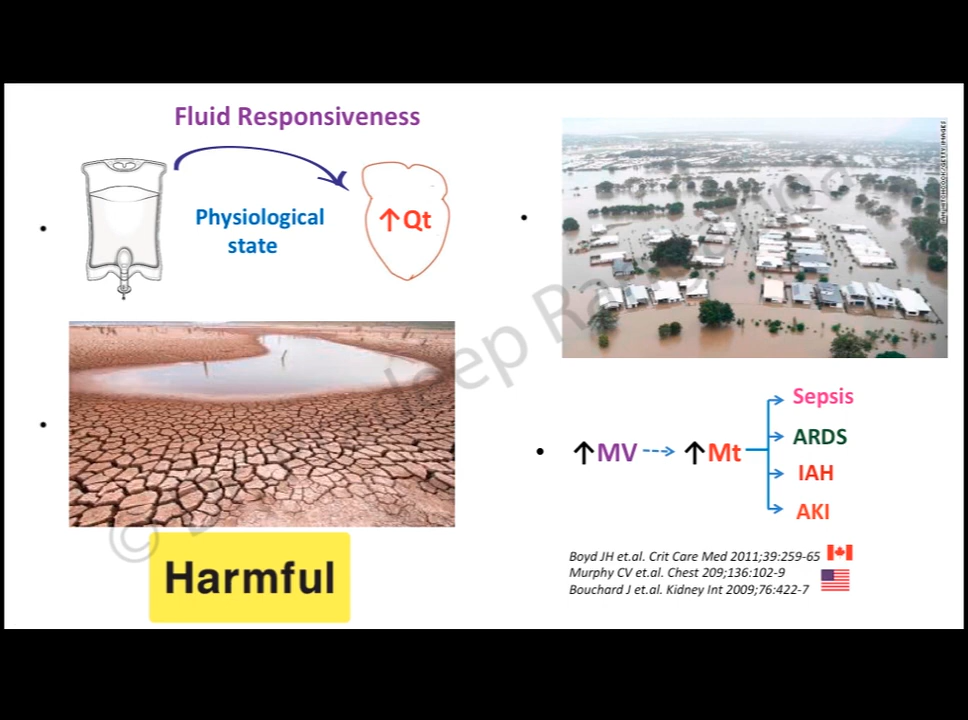 Fluid Responsiveness
Physiological
state
↑Qt
Harmful
↑MV ---> ↑Mt
Sepsis
ARDS
IAH
AKI
Boyd JH et.al. Crit Care Med 2011;39:259-65
Murphy CV et.al. Chest 209;136:102-9
Bouchard J et.al. Kidney Int 2009;76:422-7